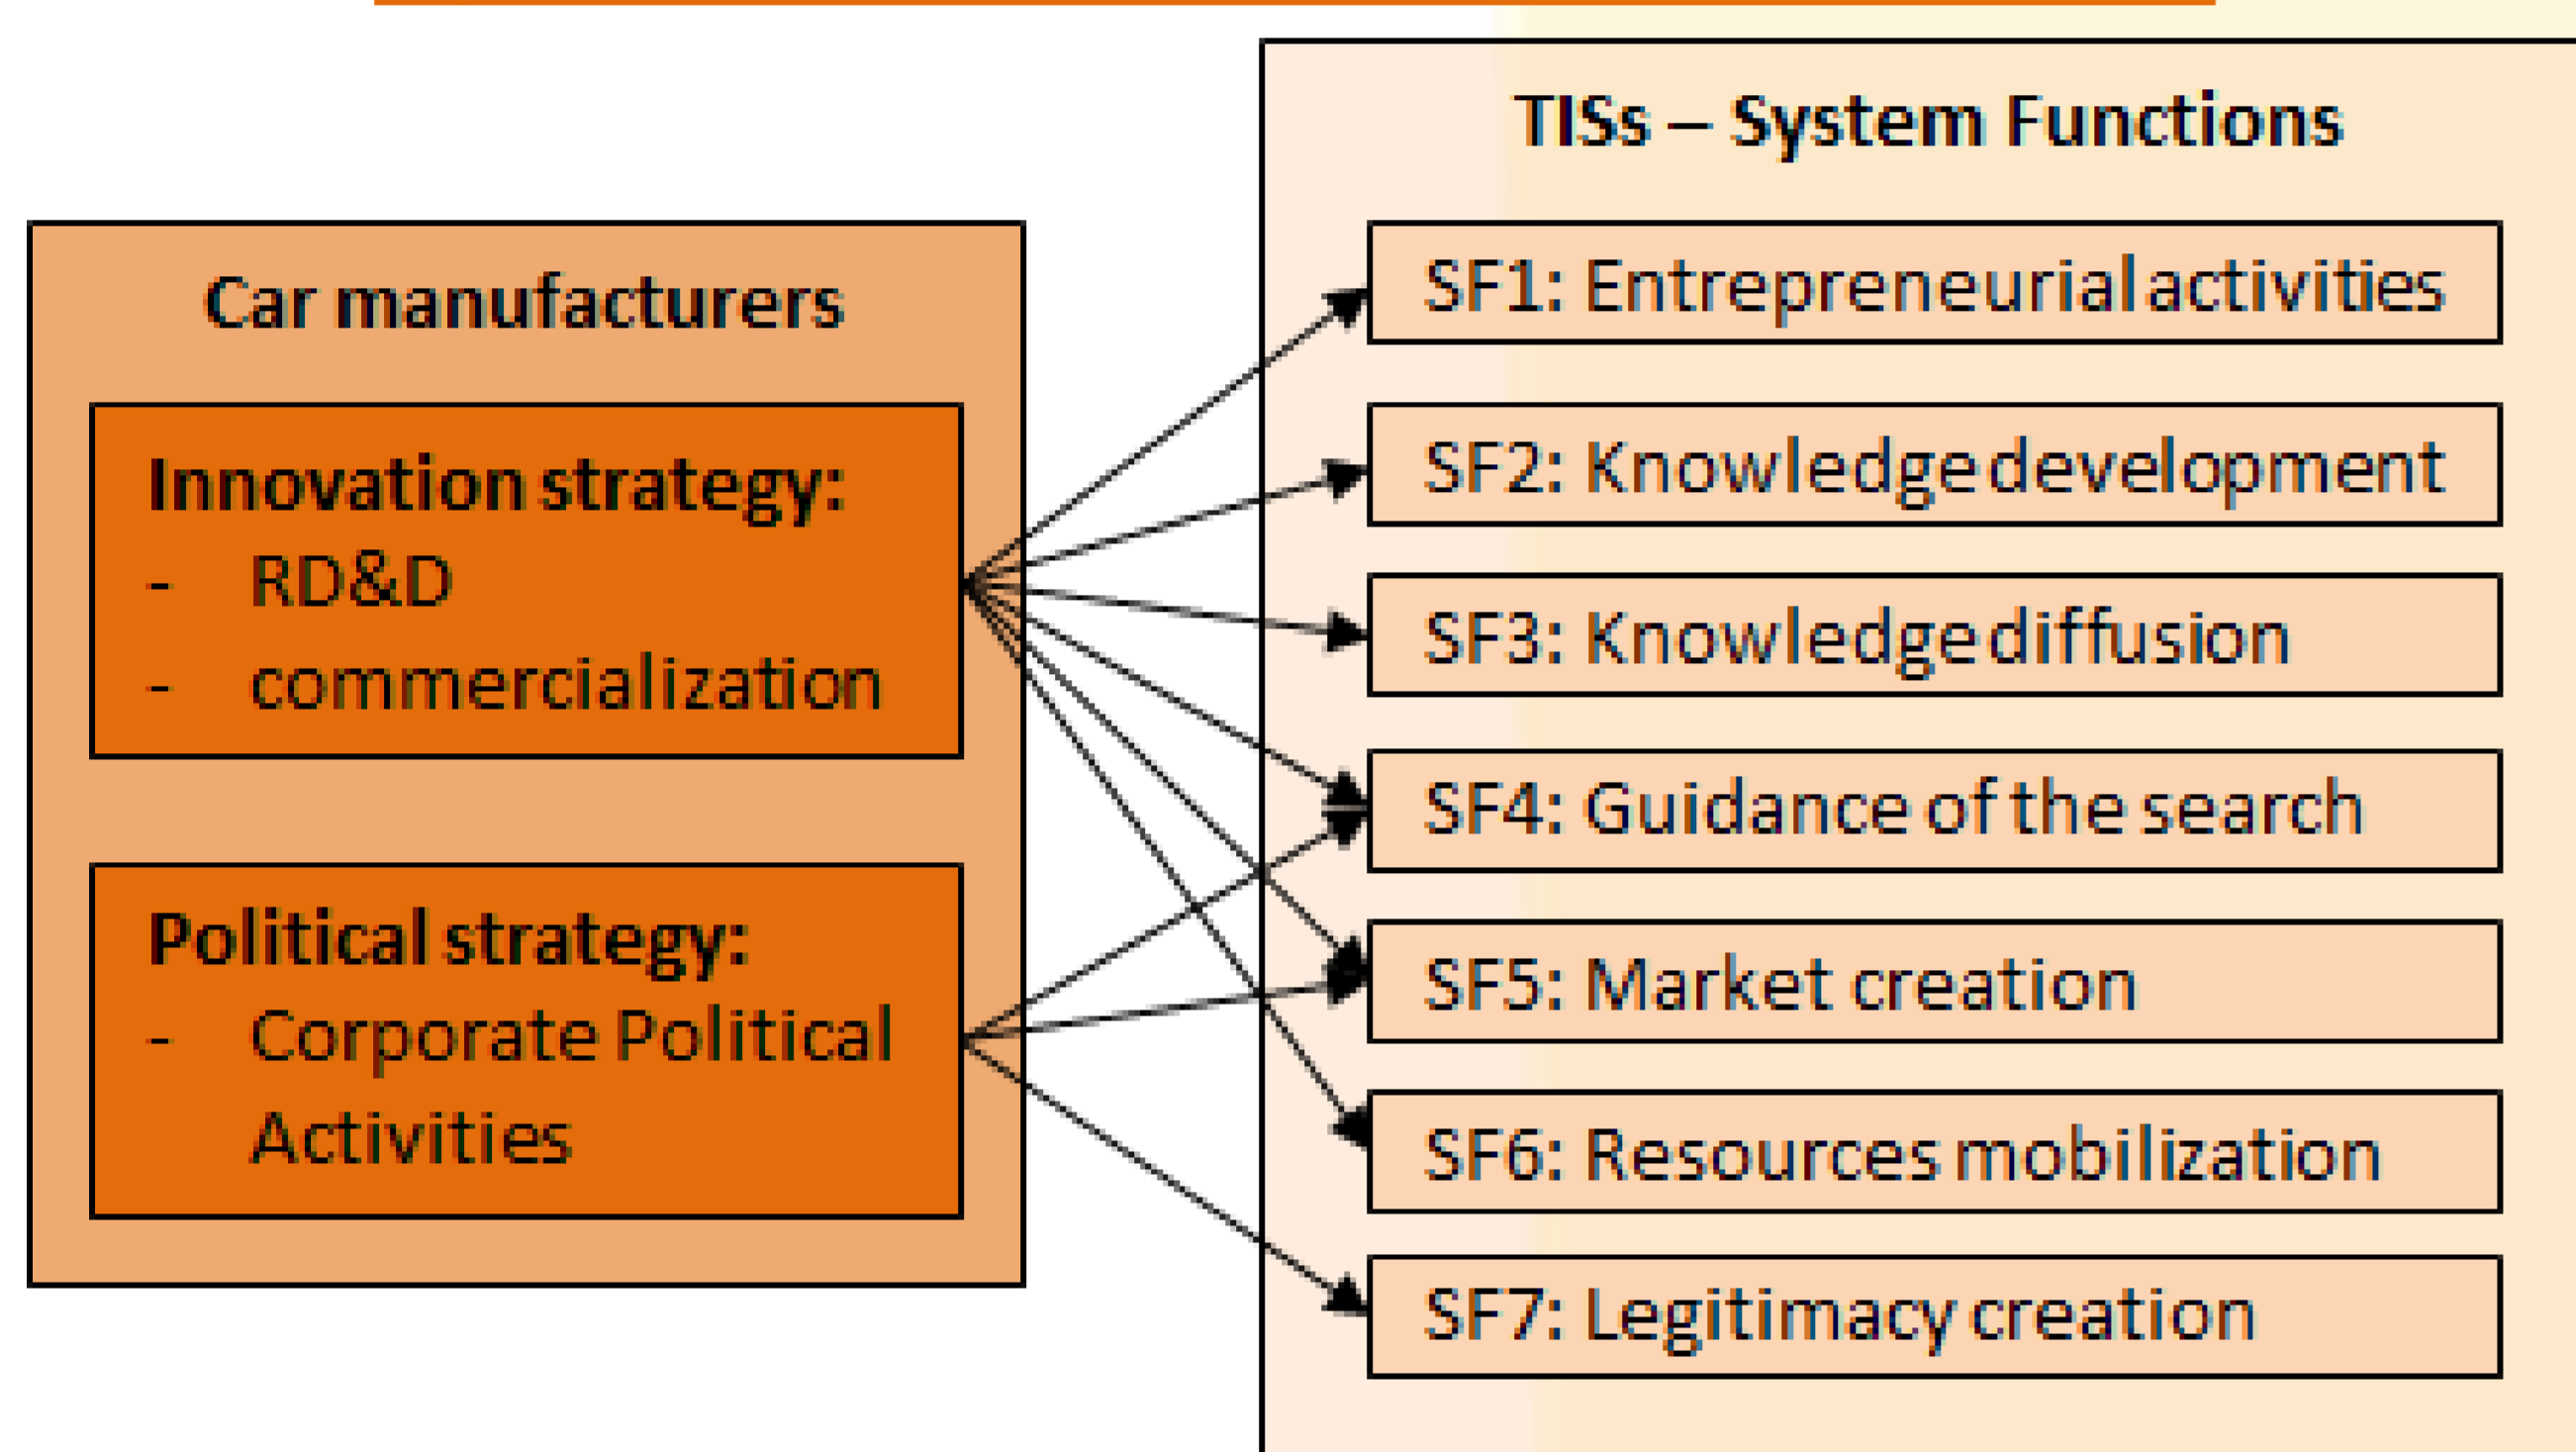 TISs – System Functions
Car manufacturers
Innovation strategy:
- RD&D
- commercialization
Political strategy:
- Corporate Political
Activities
SF1: Entrepreneurial activities
SF2: Knowledge development
SF3: Knowledge diffusion
SF4: Guidance of the search
SF5: Market creation
SF6: Resources mobilization
SF7: Legitimacy creation